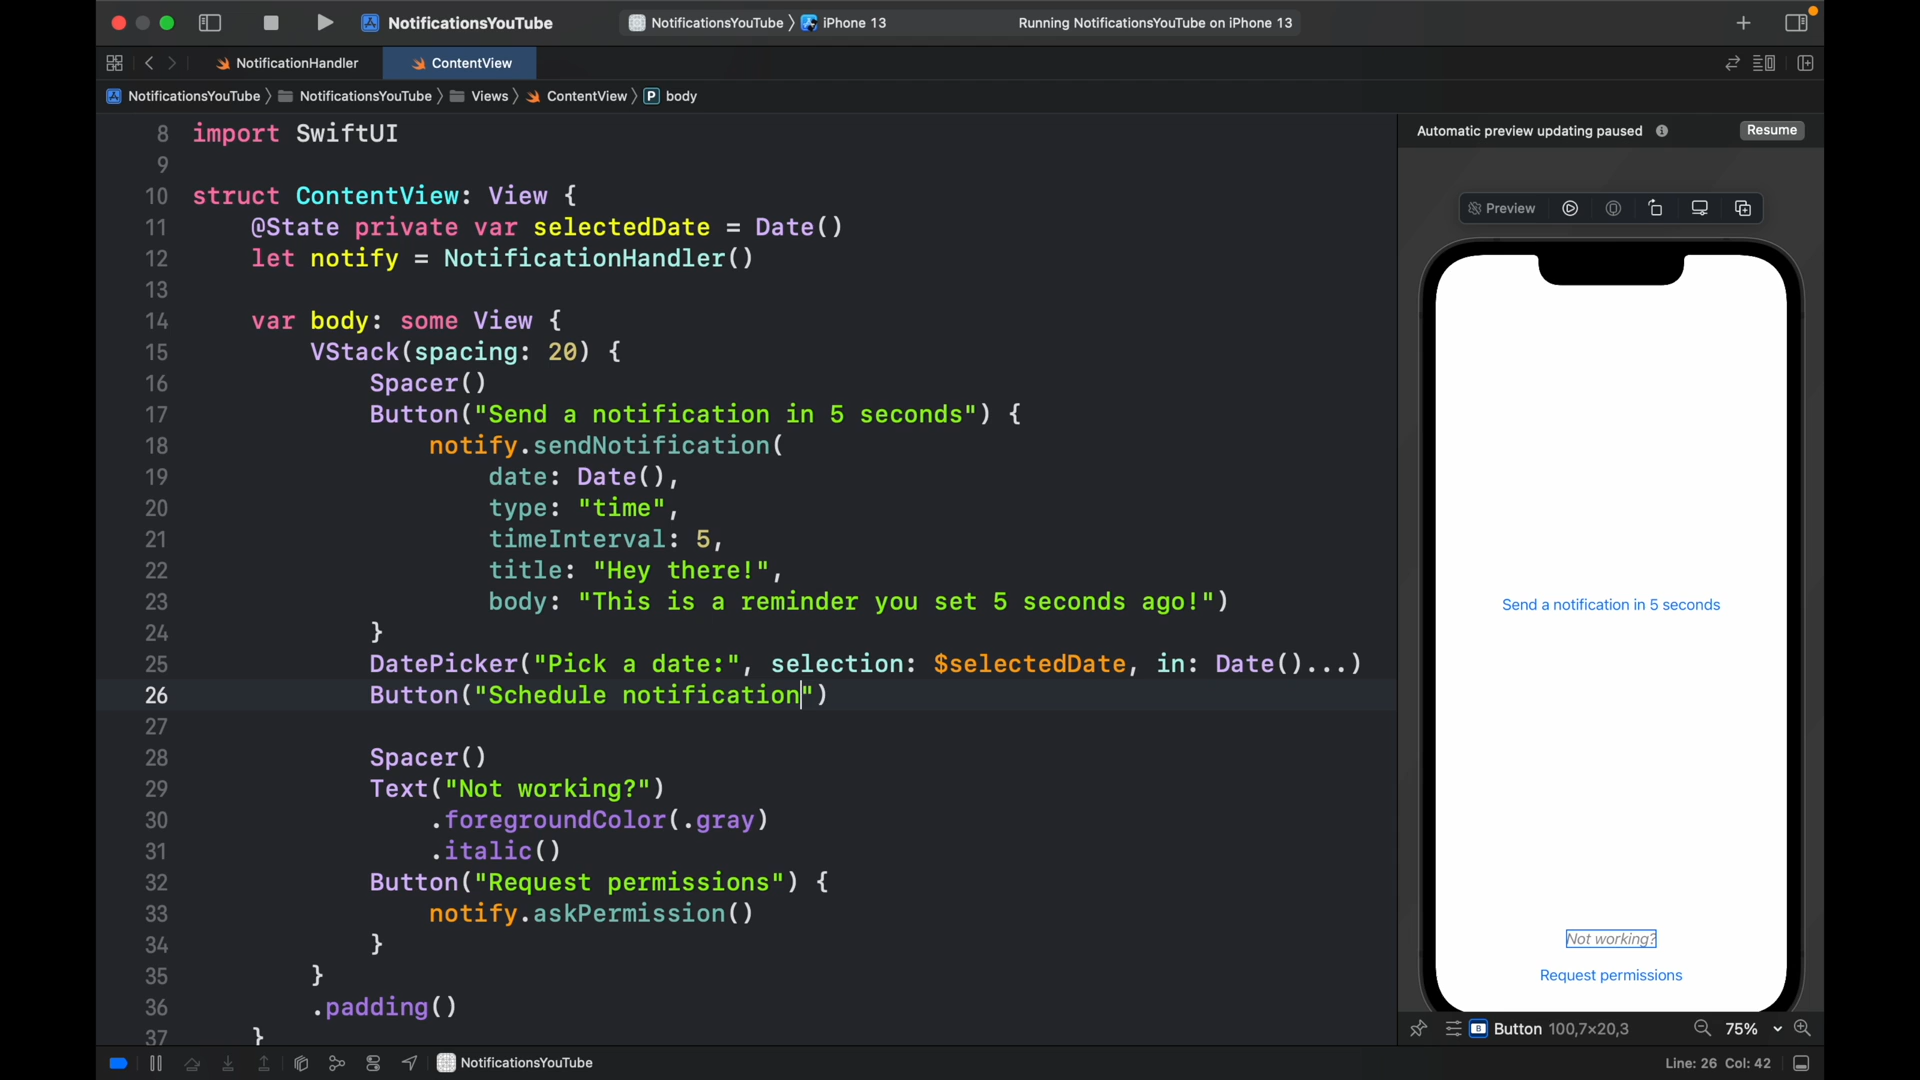 NotificationsYouTube
NotificationsYouTube 〉 iPhone 13
Running NotificationsYouTube on iPhone 13
NotificationHandler
ContentView
NotificationsYouTube 〉 NotificationsYouTube 〉 Views 〉 ContentView 〉 P body
8 import SwiftUI
9
10 struct ContentView: View {
11 @State private var selectedDate = Date()
12 let notify = NotificationHandler()
13
14 var body: some View {
15 VStack(spacing: 20) {
16 Spacer()
17 Button("Send a notification in 5 seconds") {
18 notify.sendNotification(
19 date: Date(),
20 type: "time",
21 timeInterval: 5,
22 title: "Hey there!",
23 body: "This is a reminder you set 5 seconds ago!")
24 }
25 DatePicker("Pick a date:", selection: $selectedDate, in: Date()...)
26 Button("Schedule notification")
27
28 Spacer()
29 Text("Not working?")
30 .foregroundColor(.gray)
31 .italic()
32 Button("Request permissions") {
33 notify.askPermission()
34 }
35 }
36 .padding()
37 }
Automatic preview updating paused
Resume
Preview
Send a notification in 5 seconds
Not working?
Request permissions
B Button 100,7×20,3
75%
NotificationsYouTube
Line: 26 Col: 42